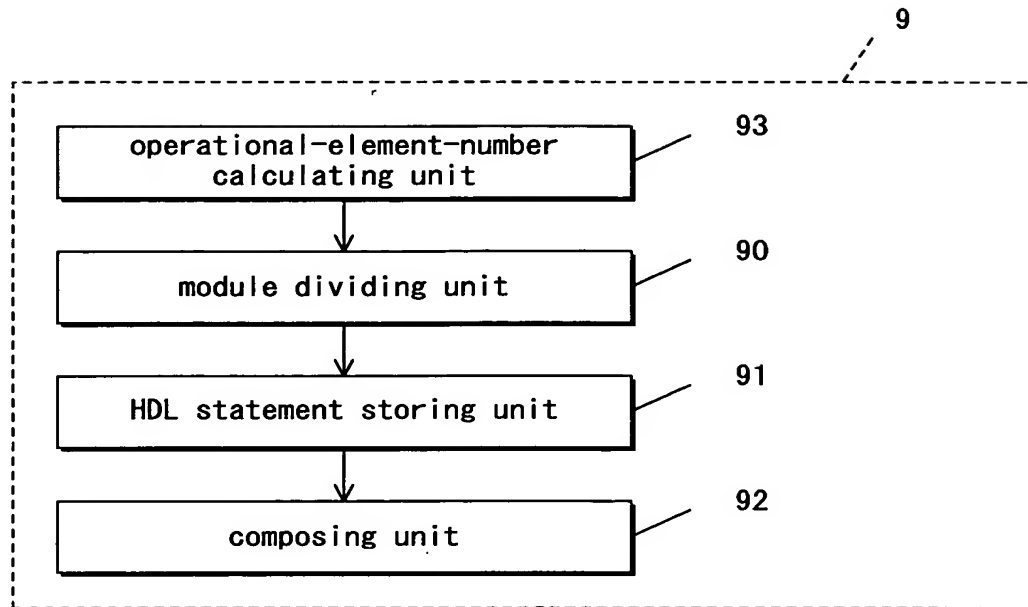 9
operational-element-number
calculating unit
93
module dividing unit
90
HDL statement storing unit
91
composing unit
92